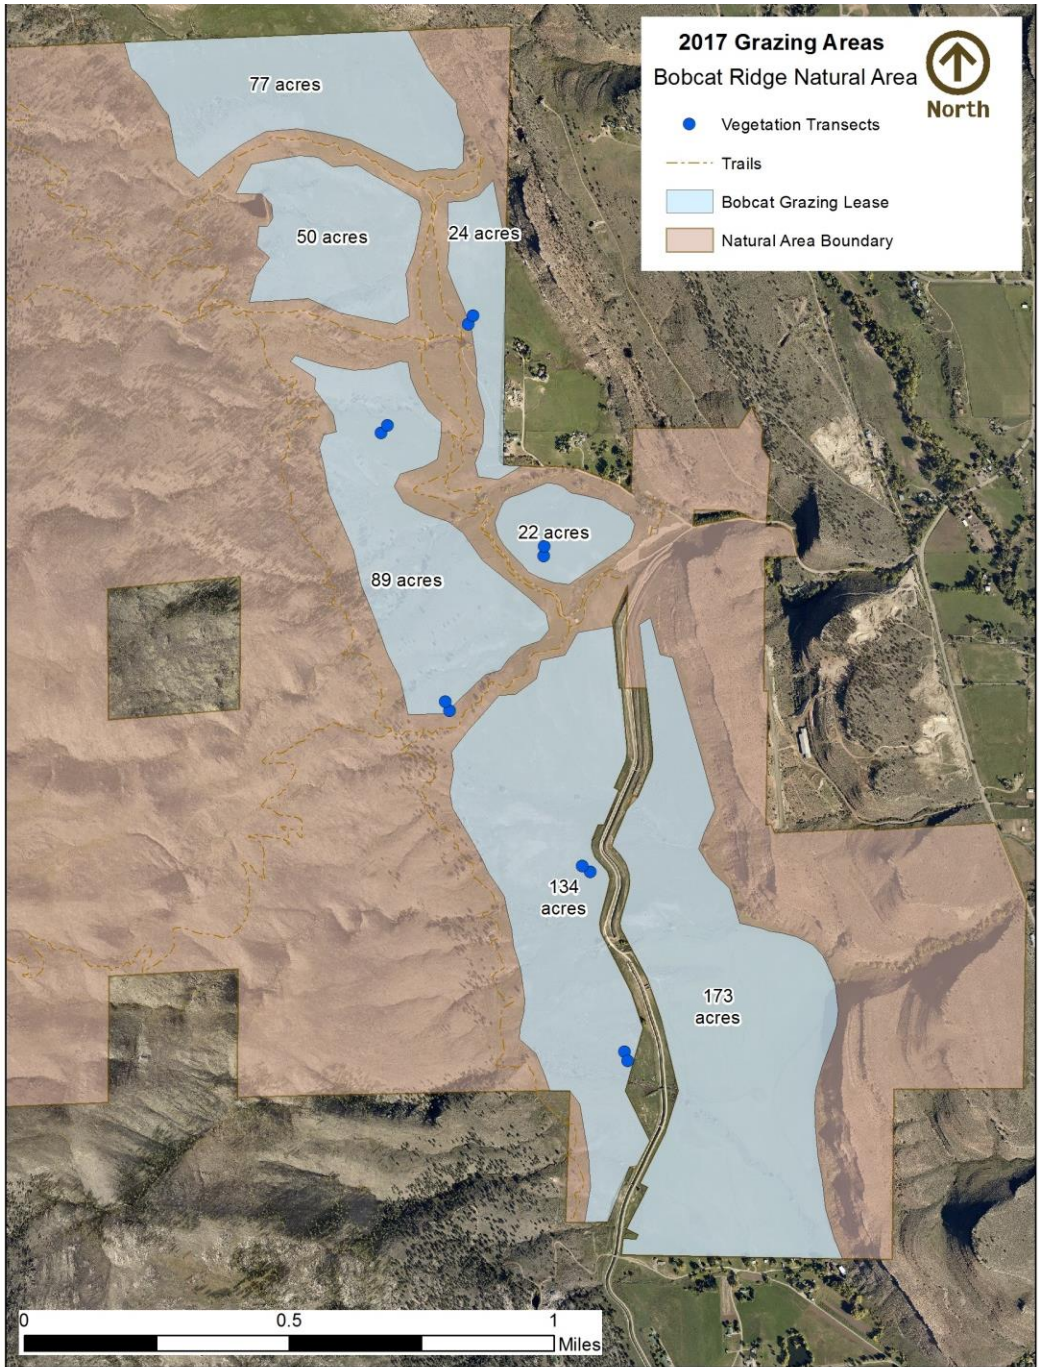 2017 Grazing Areas
Bobcat Ridge Natural Area
North
Vegetation Transects
Trails
Bobcat Grazing Lease
Natural Area Boundary
77 acres
50 acres
24 acres
22 acres
89 acres
134
acres
173
acres
0 0.5 1
Miles